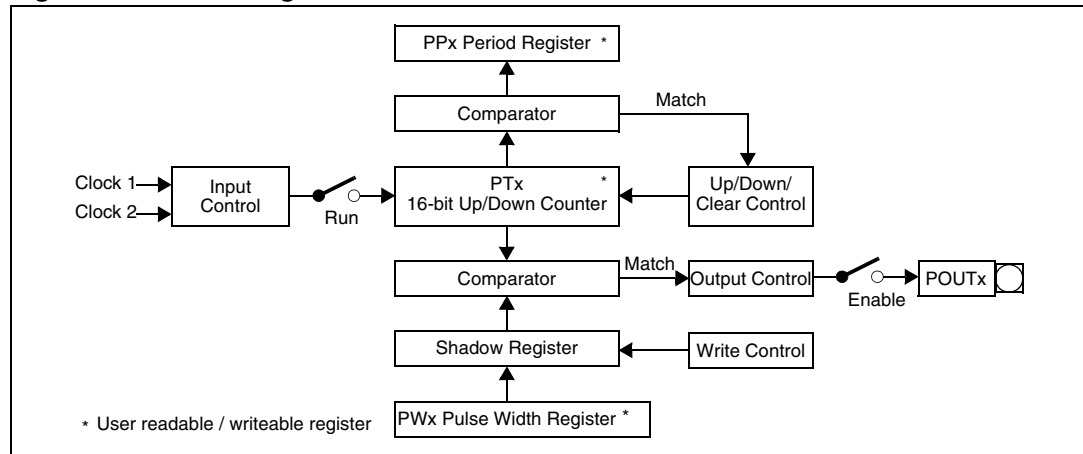 PPx Period Register *
Comparator
Match
Clock 1
Clock 2
Input
Control
Run
PTx *
16-bit Up/Down Counter
Up/Down/
Clear Control
Comparator
Match
Output Control
Enable
POUTx
Shadow Register
Write Control
* User readable / writeable register
PWx Pulse Width Register *